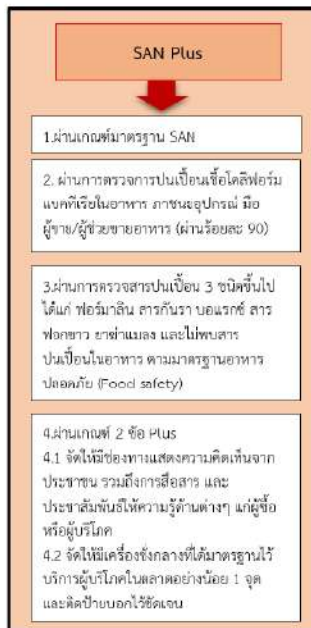 SAN Plus
1.ผ่านเกณฑ์มาตรฐาน SAN
2. ผ่านการตรวจการปนเปื้อนเชื้อโคลิฟอร์ม
แบคทีเรียในอาหาร ภาชนะอุปกรณ์ มือ
ผู้ขาย/ผู้ช่วยขายอาหาร (ผ่านร้อยละ 90)
3.ผ่านการตรวจสารปนเปื้อน 3 ชนิดขึ้นไป
ได้แก่ ฟอร์มาลิน สารกันรา บอแรกซ์ สาร
ฟอกขาว ยาฆ่าแมลง และไม่พบสาร
ปนเปื้อนในอาหาร ตามมาตรฐานอาหาร
ปลอดภัย (Food safety)
4.ผ่านเกณฑ์ 2 ข้อ Plus
4.1 จัดให้มีช่องทางแสดงความคิดเห็นจาก
ประชาชน รวมถึงการสื่อสาร และ
ประชาสัมพันธ์ให้ความรู้ด้านต่างๆ แก่ผู้ซื้อ
หรือผู้บริโภค
4.2 จัดให้มีเครื่องชั่งกลางที่ได้มาตรฐานไว้
บริการผู้บริโภคในตลาดอย่างน้อย 1 จุด
และติดป้ายบอกไว้ชัดเจน